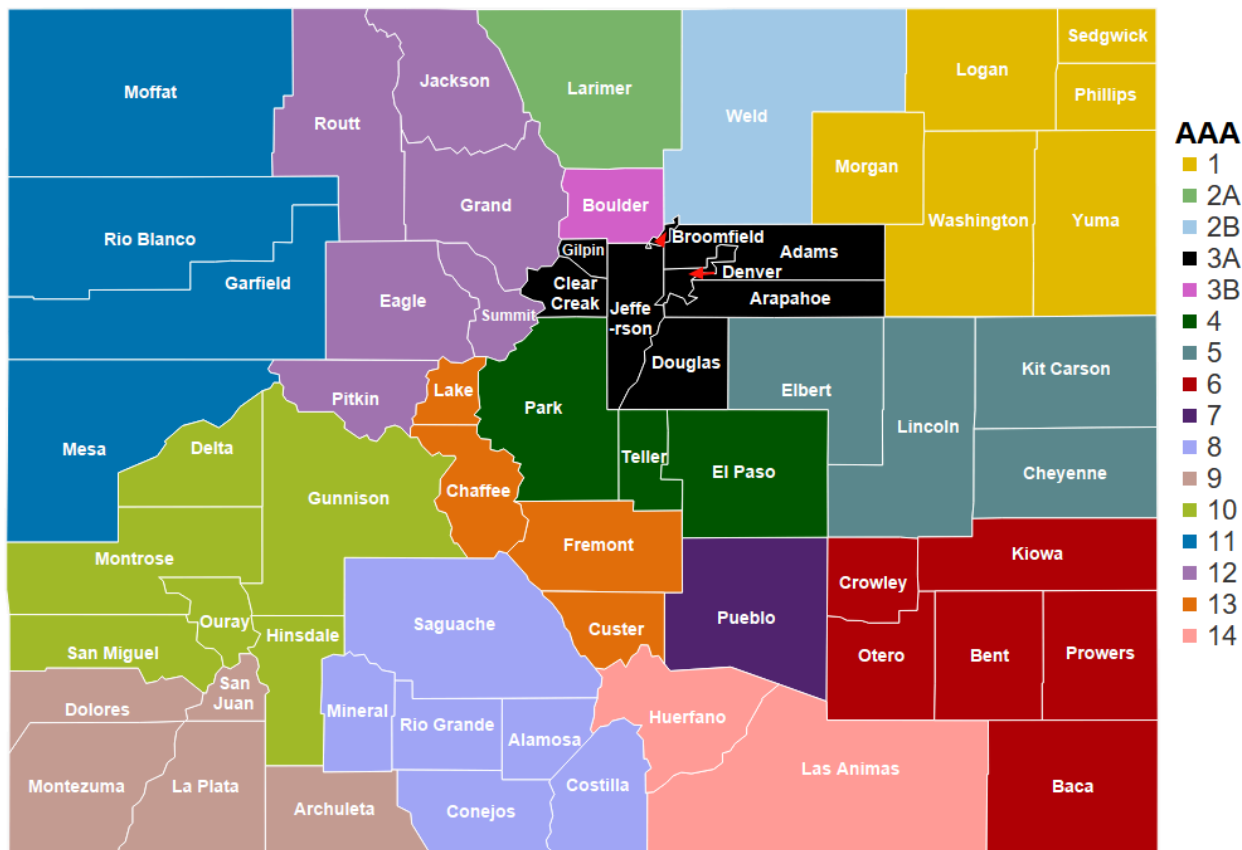 Moffat
Routt
Jackson
Larimer
Weld
Logan
Sedgwick
Phillips
Morgan
Washington
Yuma
Rio Blanco
Garfield
Grand
Boulder
Gilpin
Broomfield
Adams
Denver
Arapahoe
Clear
Creak
Jeffe
-rson
Douglas
Eagle
Summit
Mesa
Pitkin
Lake
Park
Elbert
Kit Carson
Lincoln
Cheyenne
Delta
Gunnison
Chaffee
Teller
El Paso
Montrose
Fremont
Kiowa
Crowley
Ouray
Hinsdale
Saguache
Custer
Pueblo
Otero
Bent
Prowers
San Miguel
San
Juan
Dolores
Mineral
Rio Grande
Alamosa
Huerfano
Las Animas
Baca
Montezuma
La Plata
Archuleta
Conejos
Costilla
AAA
1
2A
2B
3A
3B
4
5
6
7
8
9
10
11
12
13
14